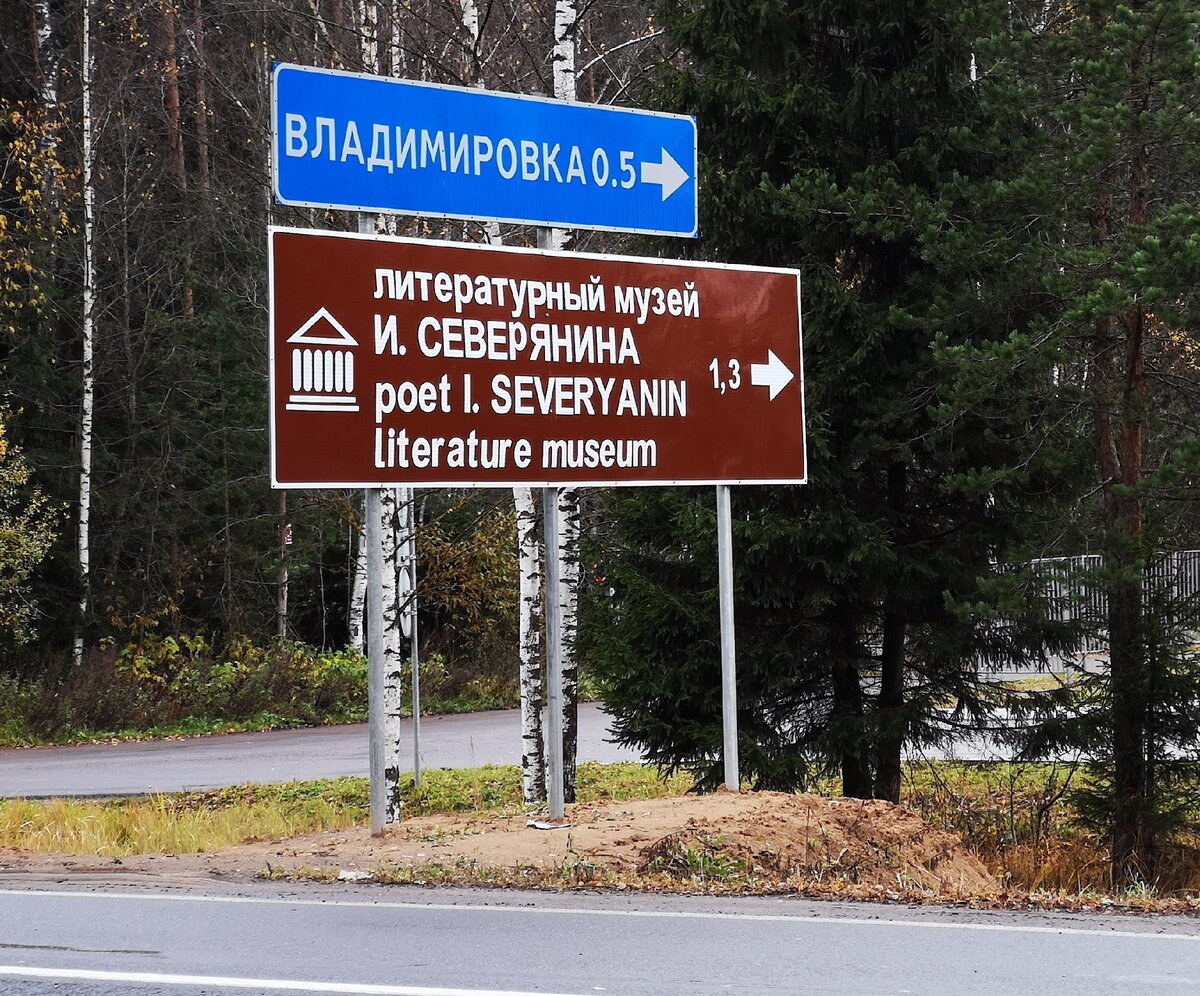 ВЛАДИМИРОВКА 0.5
литературный музей
И. СЕВЕРЯНИНА
poet I. SEVERYANIN
literature museum
1,3